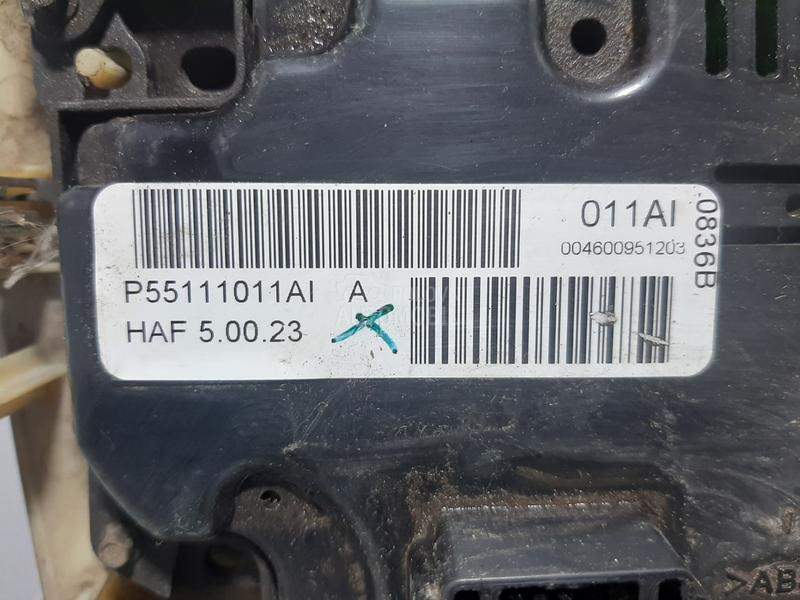 011AI
004600951203
0836B
P55111011AI A
HAF 5.00.23
>AB